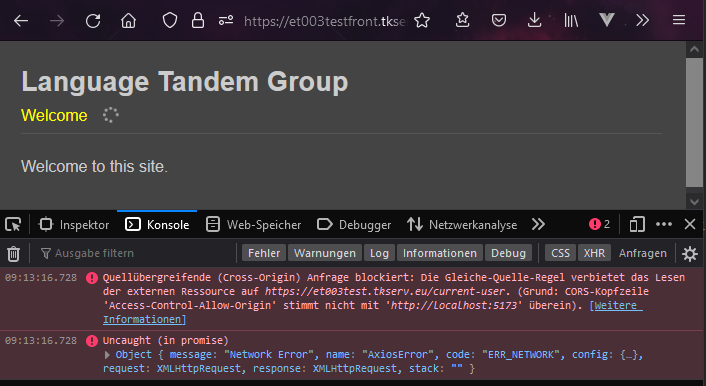 https://et003testfront.tkse
Language Tandem Group
Welcome
Welcome to this site.
Inspektor
Konsole
Web-Speicher
Debugger
Netzwerkanalyse
2
Ausgabe filtern
Fehler
Warnungen
Log
Informationen
Debug
CSS
XHR
Anfragen
09:13:16.728
Quellübergreifende (Cross-Origin) Anfrage blockiert: Die Gleiche-Quelle-Regel verbietet das Lesen
der externen Ressource auf https://et003test.tkserv.eu/current-user. (Grund: CORS-Kopfzeile
'Access-Control-Allow-Origin' stimmt nicht mit 'http://localhost:5173' überein). [Weitere
Informationen]
09:13:16.728
Uncaught (in promise)
Object { message: "Network Error", name: "AxiosError", code: "ERR_NETWORK", config: {…},
request: XMLHttpRequest, response: XMLHttpRequest, stack: "" }